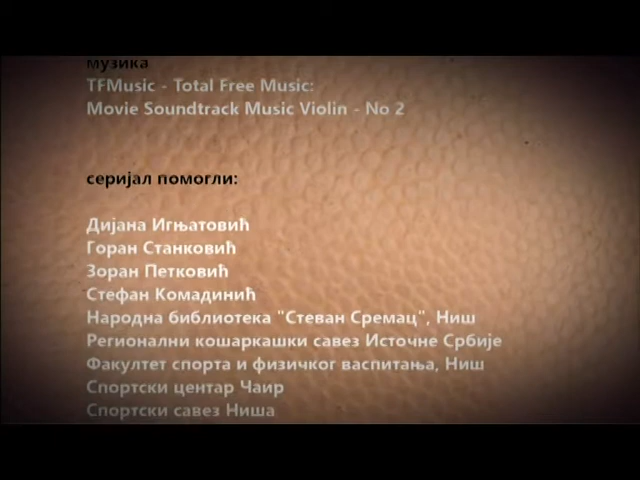 музика
TFMusic - Total Free Music:
Movie Soundtrack Music Violin - No 2
серијал помогли:
Дијана Игњатовић
Горан Станковић
Зоран Петковић
Стефан Комадинић
Народна библиотека "Стеван Сремац", Ниш
Регионални кошаркашки савез Источне Србије
Факултет спорта и физичког васпитања, Ниш
Спортски центар Чаир
Спортски савез Ниша